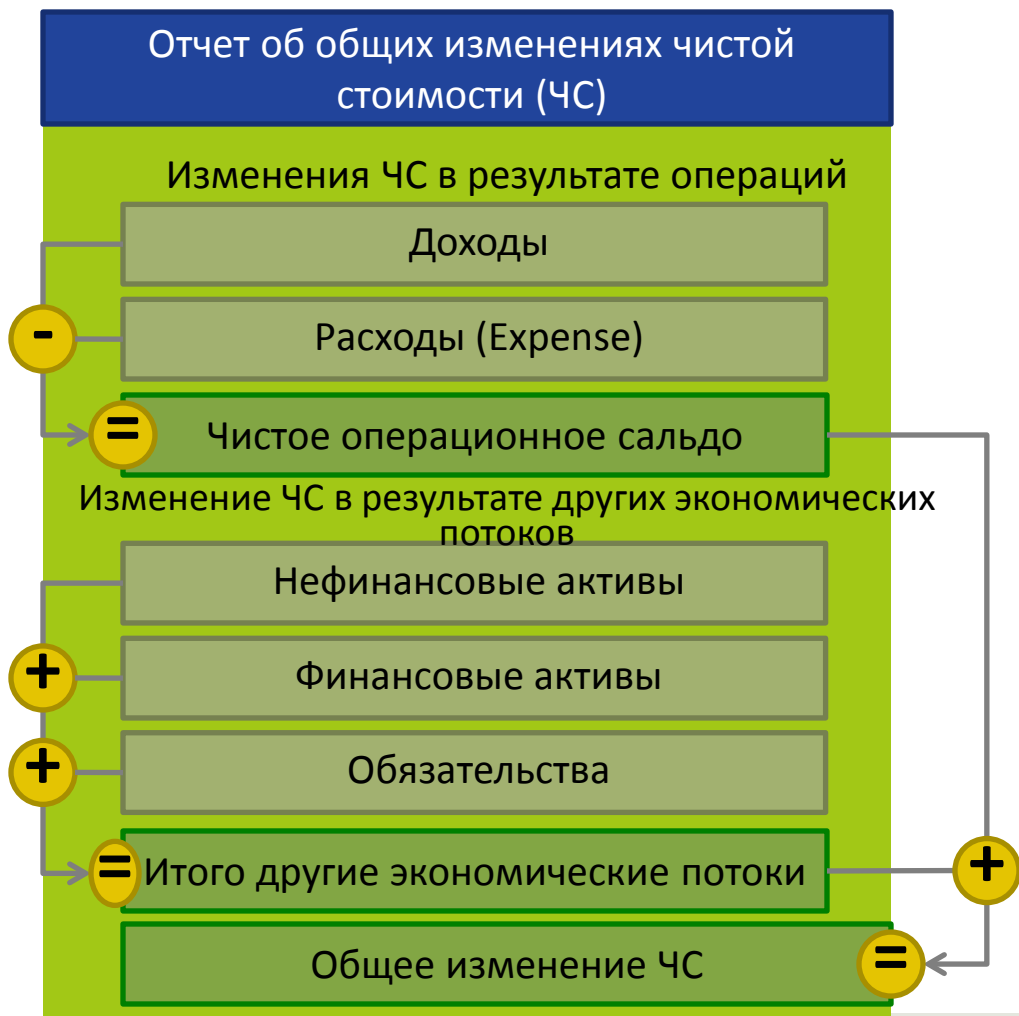 Отчет об общих изменениях чистой
стоимости (ЧС)
Изменения ЧС в результате операций
Доходы
-
Расходы (Expense)
=
Чистое операционное сальдо
Изменение ЧС в результате других экономических
потоков
Нефинансовые активы
+
Финансовые активы
+
Обязательства
=
Итого другие экономические потоки
+
Общее изменение ЧС
=